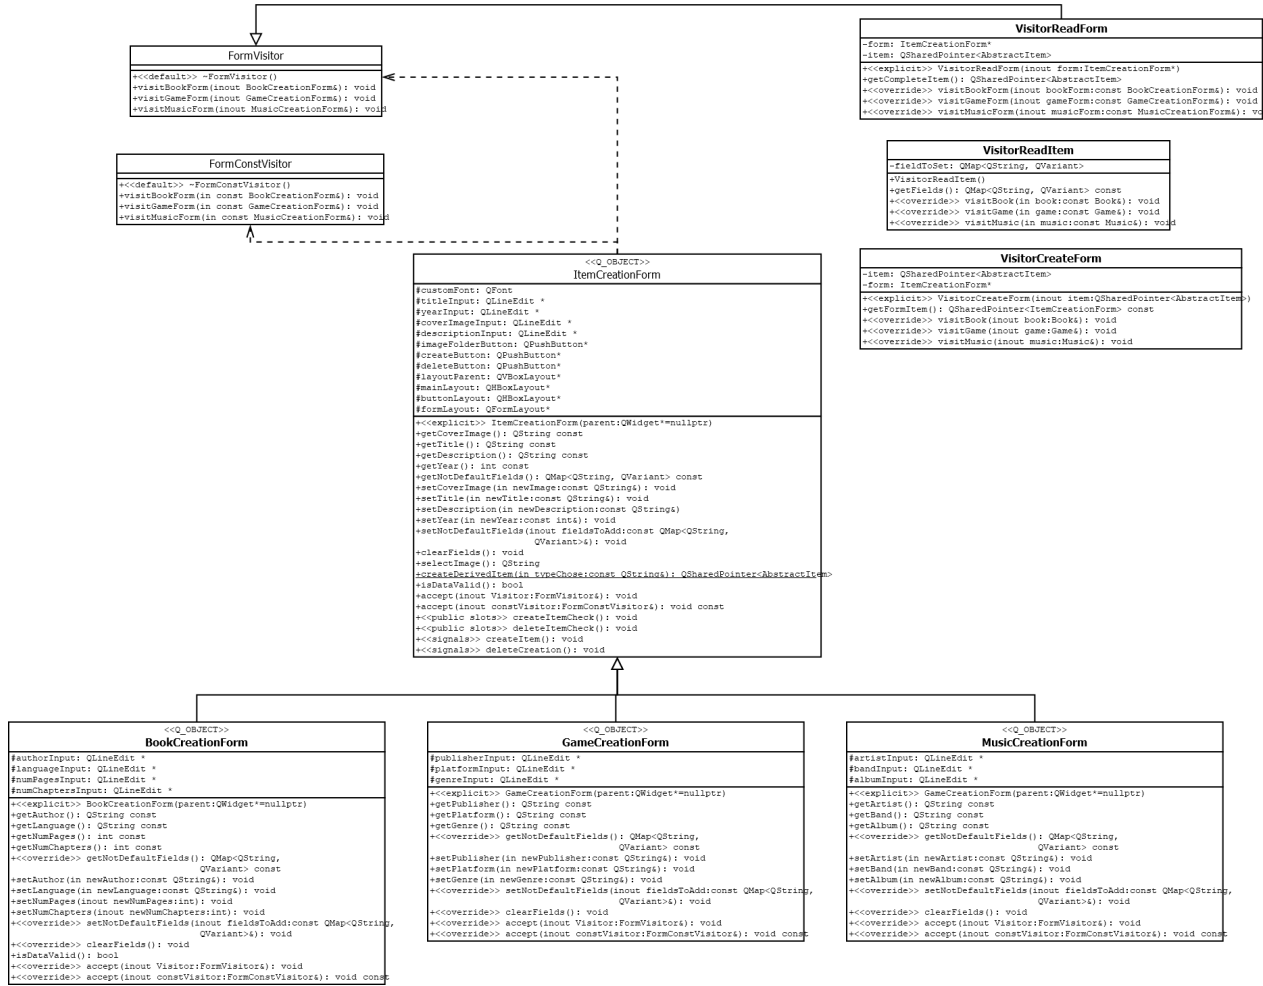 FormVisitor
+<<default>> ~FormVisitor()
+visitBookForm(inout BookCreationForm&): void
+visitGameForm(inout GameCreationForm&): void
+visitMusicForm(inout MusicCreationForm&): void
FormConstVisitor
+<<default>> ~FormConstVisitor()
+visitBookForm(in const BookCreationForm&): void
+visitGameForm(in const GameCreationForm&): void
+visitMusicForm(in const MusicCreationForm&): void
VisitorReadForm
-form: ItemCreationForm*
-item: QSharedPointer<AbstractItem>
+<<explicit>> VisitorReadForm(inout form:ItemCreationForm*)
+getCompleteItem(): QSharedPointer<AbstractItem>
+<<override>> visitBookForm(inout bookForm:const BookCreationForm&): void
+<<override>> visitGameForm(inout gameForm:const GameCreationForm&): void
+<<override>> visitMusicForm(inout musicForm:const MusicCreationForm&): vo
VisitorReadItem
-fieldToSet: QMap<QString, QVariant>
+VisitorReadItem()
+getFields(): QMap<QString, QVariant> const
+<<override>> visitBook(in book:const Book&): void
+<<override>> visitGame(in game:const Game&): void
+<<override>> visitMusic(in music:const Music&): void
VisitorCreateForm
-item: QSharedPointer<AbstractItem>
-form: ItemCreationForm*
+<<explicit>> VisitorCreateForm(inout item:QSharedPointer<AbstractItem>)
+getFormItem(): QSharedPointer<ItemCreationForm> const
+<<override>> visitBook(inout book:Book&): void
+<<override>> visitGame(inout game:Game&): void
+<<override>> visitMusic(inout music:Music&): void
<<Q_OBJECT>>
ItemCreationForm
#customFont: QFont
#titleInput: QLineEdit *
#yearInput: QLineEdit *
#coverImageInput: QLineEdit *
#descriptionInput: QLineEdit *
#imageFolderButton: QPushButton*
#createButton: QPushButton*
#deleteButton: QPushButton*
#layoutParent: QVBoxLayout*
#mainLayout: QHBoxLayout*
#buttonLayout: QHBoxLayout*
#formLayout: QFormLayout*
+<<explicit>> ItemCreationForm(parent:QWidget*=nullptr)
+getCoverImage(): QString const
+getTitle(): QString const
+getDescription(): QString const
+getYear(): int const
+getNotDefaultFields(): QMap<QString, QVariant> const
+setCoverImage(in newImage:const QString&): void
+setTitle(in newTitle:const QString&): void
+setDescription(in newDescription:const QString&)
+setYear(in newYear:const int&): void
+setNotDefaultFields(inout fieldsToAdd:const QMap<QString,
QVariant>&): void
+clearFields(): void
+selectImage(): QString
+createDerivedItem(in typeChose:const QString&): QSharedPointer<AbstractItem>
+isDataValid(): bool
+accept(inout Visitor:FormVisitor&): void
+accept(inout constVisitor:FormConstVisitor&): void const
+<<public slots>> createItemCheck(): void
+<<public slots>> deleteItemCheck(): void
+<<signals>> createItem(): void
+<<signals>> deleteCreation(): void
<<Q_OBJECT>>
BookCreationForm
#authorInput: QLineEdit *
#languageInput: QLineEdit *
#numPagesInput: QLineEdit *
#numChaptersInput: QLineEdit *
+<<explicit>> BookCreationForm(parent:QWidget*=nullptr)
+getAuthor(): QString const
+getLanguage(): QString const
+getNumPages(): int const
+getNumChapters(): int const
+<<override>> getNotDefaultFields(): QMap<QString,
QVariant> const
+setAuthor(in newAuthor:const QString&): void
+setLanguage(in newLanguage:const QString&): void
+setNumPages(inout newNumPages:int): void
+setNumChapters(inout newNumChapters:int): void
+<<override>> setNotDefaultFields(inout fieldsToAdd:const QMap<QString,
QVariant>&): void
+<<override>> clearFields(): void
+isDataValid(): bool
+<<override>> accept(inout Visitor:FormVisitor&): void
+<<override>> accept(inout constVisitor:FormConstVisitor&): void const
<<Q_OBJECT>>
GameCreationForm
#publisherInput: QLineEdit *
#platformInput: QLineEdit *
#genreInput: QLineEdit *
+<<explicit>> GameCreationForm(parent:QWidget*=nullptr)
+getPublisher(): QString const
+getPlatform(): QString const
+getGenre(): QString const
+<<override>> getNotDefaultFields(): QMap<QString,
QVariant> const
+setPublisher(in newPublisher:const QString&): void
+setPlatform(in newPlatform:const QString&): void
+setGenre(in newGenre:const QString&): void
+<<override>> setNotDefaultFields(inout fieldsToAdd:const QMap<QString,
QVariant>&): void
+<<override>> clearFields(): void
+<<override>> accept(inout Visitor:FormVisitor&): void
+<<override>> accept(inout constVisitor:FormConstVisitor&): void const
<<Q_OBJECT>>
MusicCreationForm
#artistInput: QLineEdit *
#bandInput: QLineEdit *
#albumInput: QLineEdit *
+<<explicit>> GameCreationForm(parent:QWidget*=nullptr)
+getArtist(): QString const
+getBand(): QString const
+getAlbum(): QString const
+<<override>> getNotDefaultFields(): QMap<QString,
QVariant> const
+setArtist(in newArtist:const QString&): void
+setBand(in newBand:const QString&): void
+setAlbum(in newAlbum:const QString&): void
+<<override>> setNotDefaultFields(inout fieldsToAdd:const QMap<QString,
QVariant>&): void
+<<override>> clearFields(): void
+<<override>> accept(inout Visitor:FormVisitor&): void
+<<override>> accept(inout constVisitor:FormConstVisitor&): void const